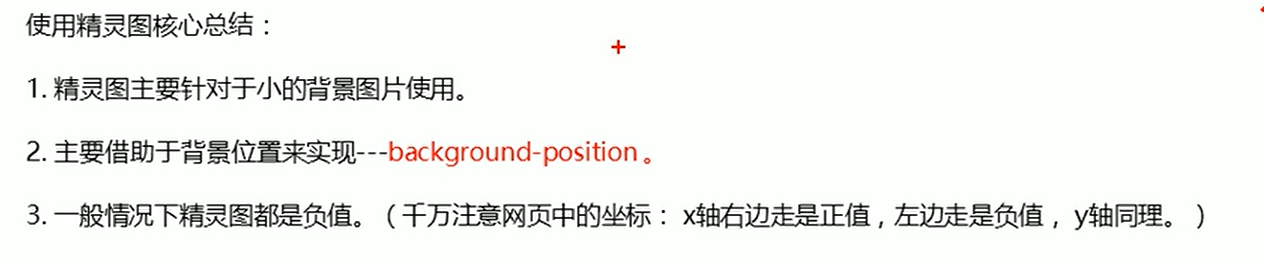 使用精灵图核心总结：
1. 精灵图主要针对于小的背景图片使用。
2. 主要借助于背景位置来实现---background-position 。
3. 一般情况下精灵图都是负值。（千万注意网页中的坐标： x轴右边走是正值，左边走是负值， y轴同理。）